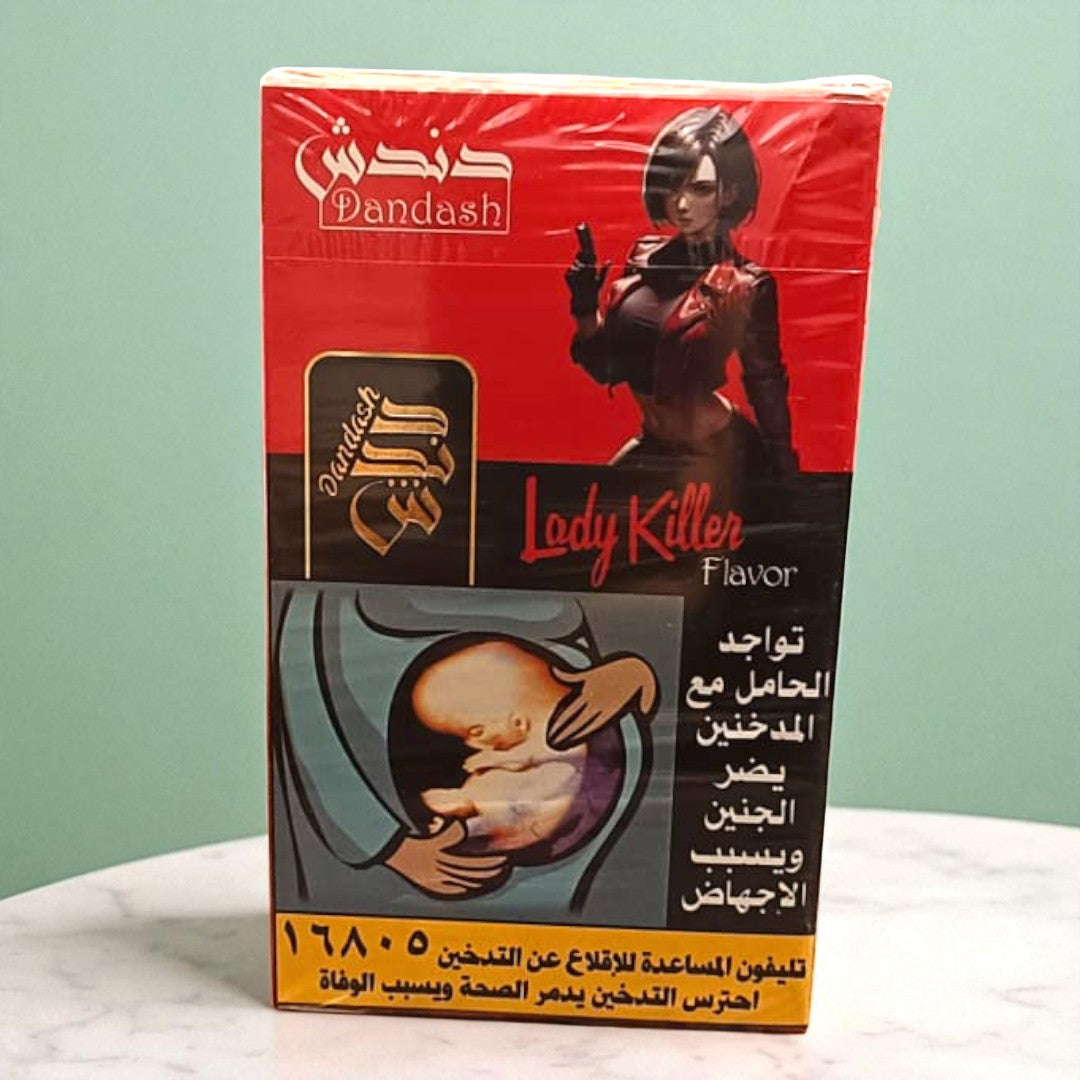 دندش
Dandash
Dandash
دندش
Lady Killer
Flavor
تواجد
الحامل مع
المدخنين
يضر
الجنين
ويسبب
الاجهاض
تليفون المساعدة للإقلاع عن التدخين ١٦٨٠٥
احترس التدخين يدمر الصحة ويسبب الوفاة